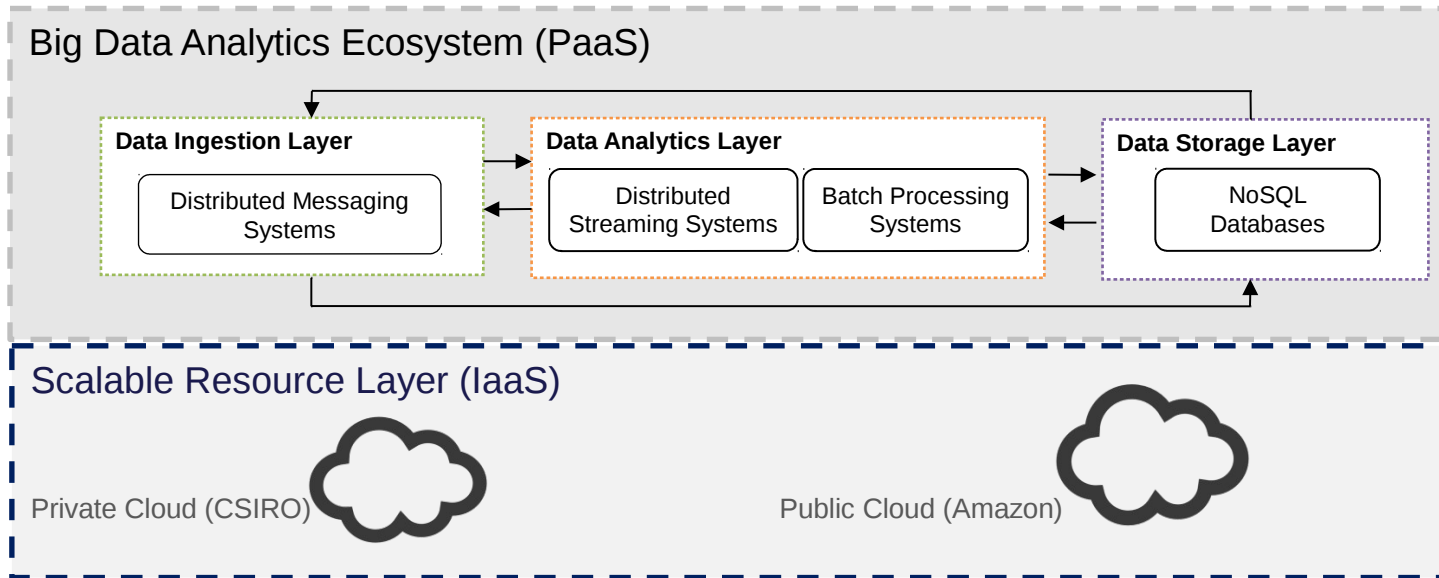 Big Data Analytics Ecosystem (PaaS)
Data Ingestion Layer
Distributed Messaging
Systems
Data Analytics Layer
Distributed
Streaming Systems
Batch Processing
Systems
Data Storage Layer
NoSQL
Databases
Scalable Resource Layer (IaaS)
Private Cloud (CSIRO)
Public Cloud (Amazon)